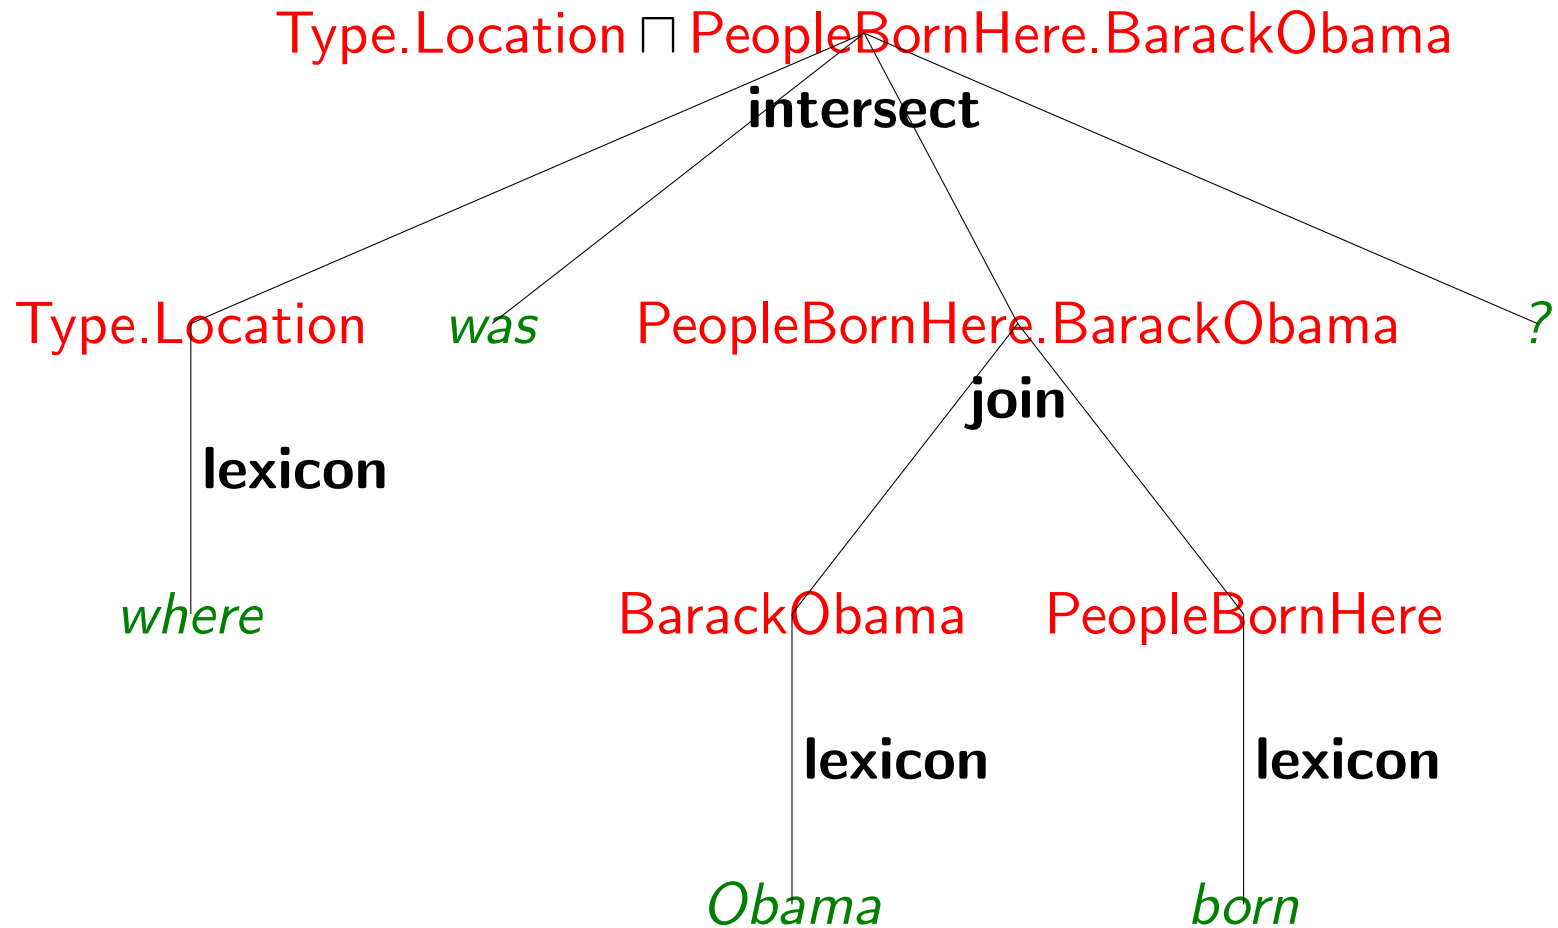 Type.Location ⊓ PeopleBornHere.BarackObama
intersect
Type.Location was PeopleBornHere.BarackObama ?
join
lexicon
where BarackObama PeopleBornHere
lexicon lexicon
Obama born